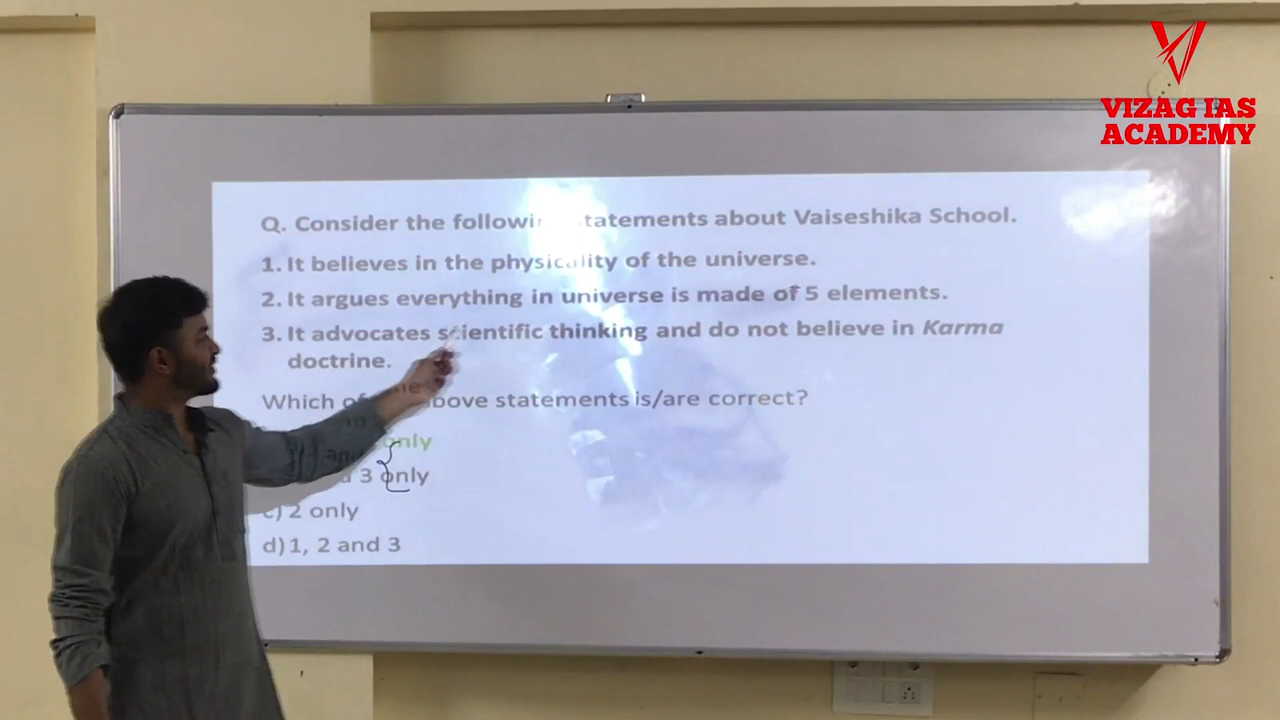 VIZAG IAS
ACADEMY
Q. Consider the following statements about Vaiseshika School.
1. It believes in the physicality of the universe.
2. It argues everything in universe is made of 5 elements.
3. It advocates scientific thinking and do not believe in Karma
doctrine.
Which of above statements is/are correct?
only
3 only
c) 2 only
d) 1, 2 and 3